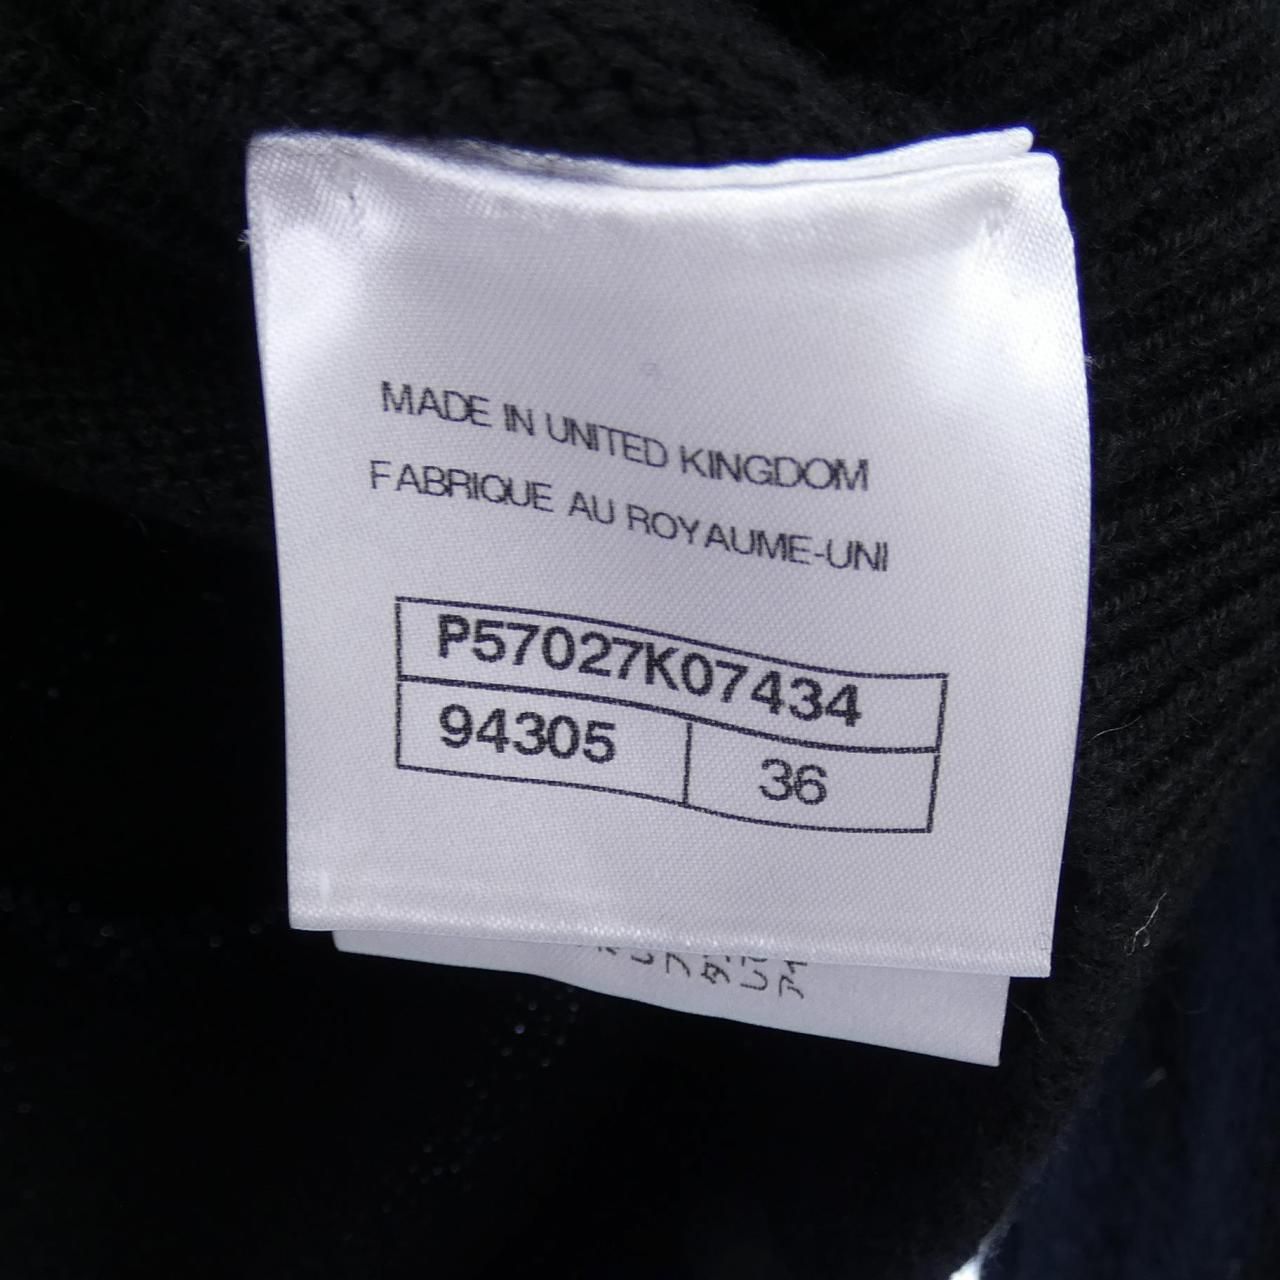 MADE IN UNITED KINGDOM
FABRIQUE AU ROYAUME-UNI
P57027K07434
94305 36